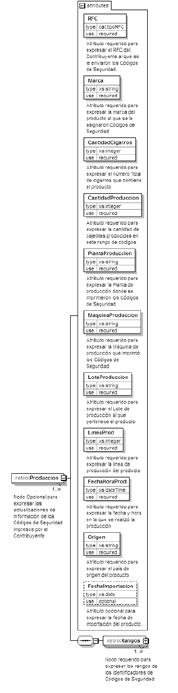 attributes
RFC
type
use required
Atributo requerido para
expresar el RFC del
Contribuyente al que se
le enviaron los Códigos
de Seguridad.
Marca
type xs:string
use required
Atributo requerido para
expresar la marca del
producto al que se le
asignaron Códigos de
Seguridad
CantidadCigarros
type xs:integer
use required
Atributo requerido para
expresar el número total
de cigarros que contiene
el producto
CantidadProduccion
type xs:integer
use required
Atributo requerido para
expresar la cantidad de
cajetillas producidas en
este rango de códigos
PlantaProduccion
type xs:string
use required
Atributo requerido para
expresar la Planta de
producción donde se
imprimieron los Códigos
de Seguridad
MaquinaProduccion
type xs:string
use required
Atributo requerido para
expresar la Máquina de
producción que imprimió
los Códigos de
Seguridad
LoteProduccion
type xs:string
use required
Atributo requerido para
expresar el Lote de
producción al que
pertenece el producto
LineaProd
type xs:integer
use required
Atributo requerido para
expresar la línea de
producción del producto
FechaHoraProd
type xs:dateTime
use required
Atributo requerido para
expresar la fecha y hora
en la que se realizó la
producción
Origen
type xs:string
use required
Atributo requerido para
expresar el país de
origen del producto
FechaImportacion
type xs:date
use optional
Atributo opcional para
expresar la fecha de
importación del producto
Produccion
1..∞
Nodo Opcional para
expresar las
actualizaciones de
información de los
Códigos de Seguridad
impresos por el
Contribuyente
Rangos
1..∞
Nodo requerido para
expresar los rangos de
los identificadores de
Códigos de Seguridad